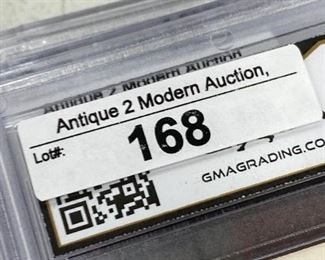 Antique 2 Modern Auction
Antique 2 Modern Auction,
Lot#: 168
GMAGRADING.CO